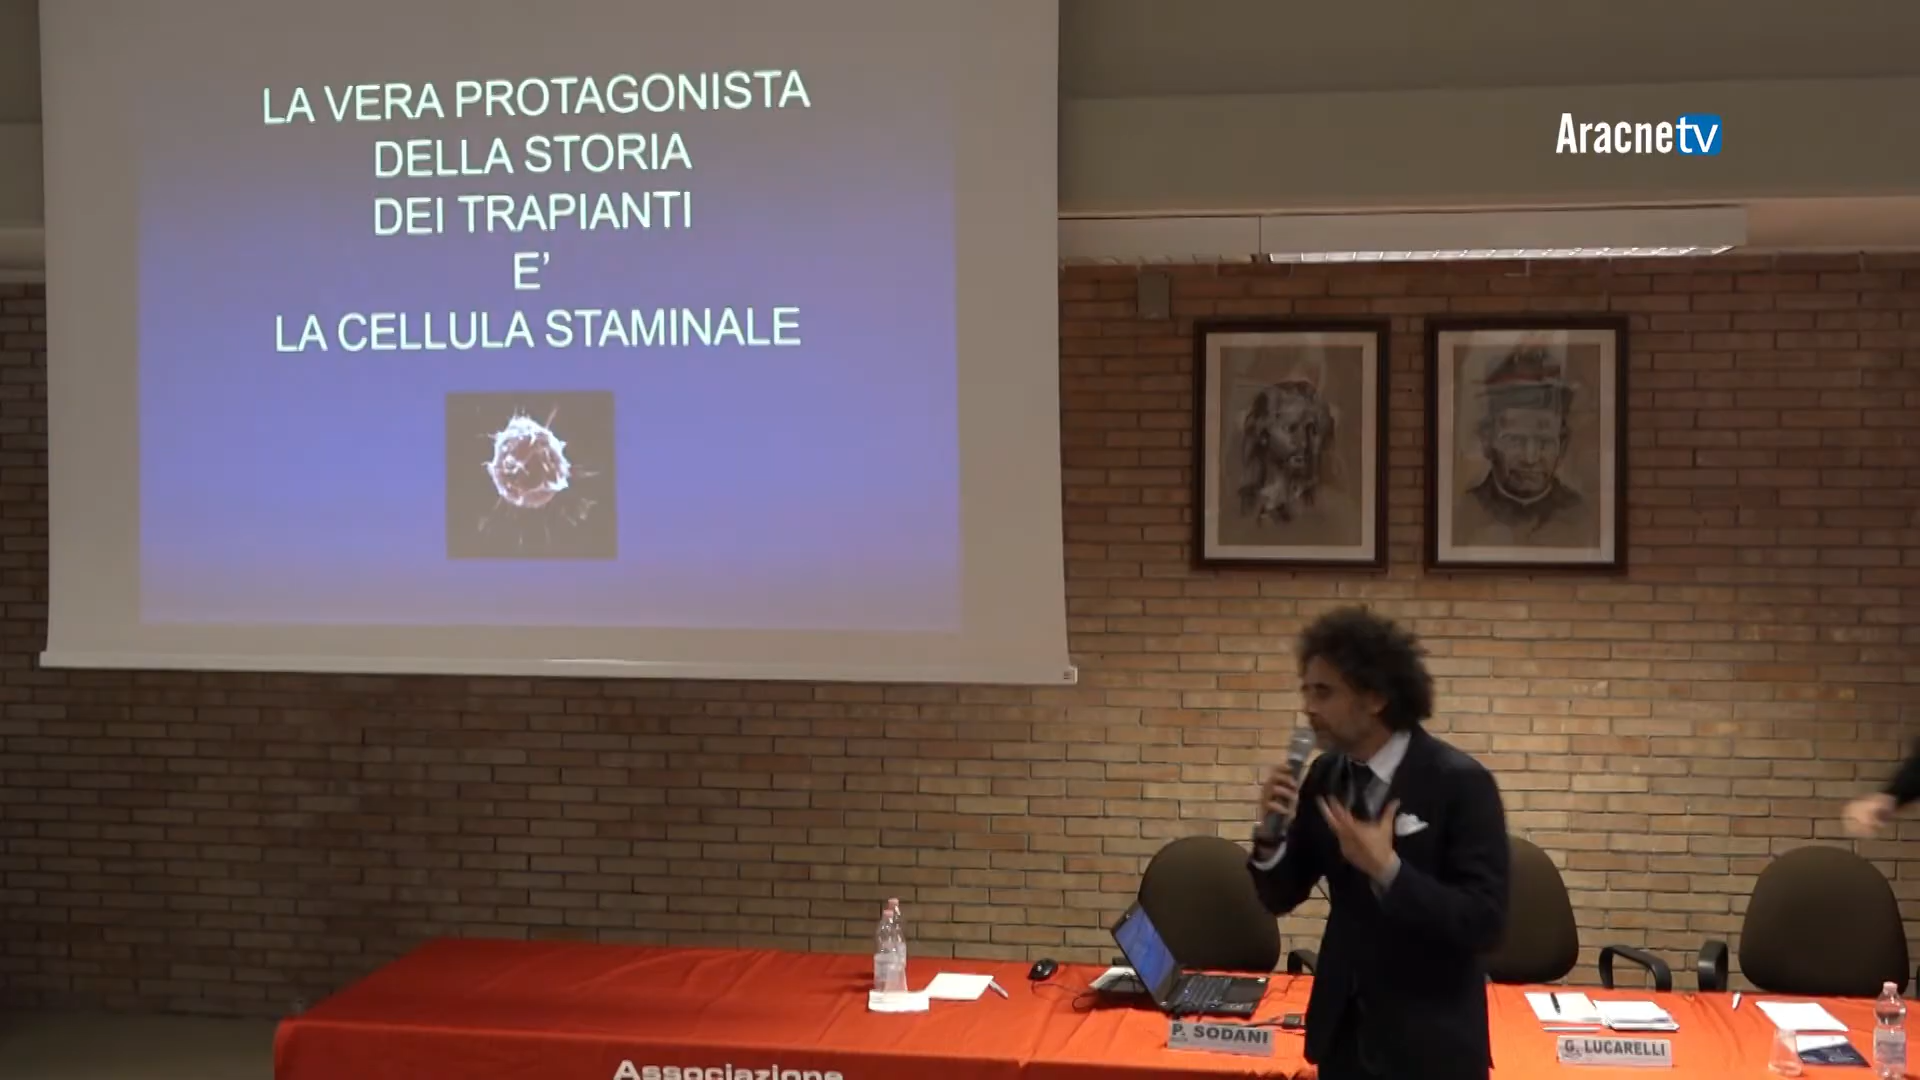 LA VERA PROTAGONISTA
DELLA STORIA
DEI TRAPIANTI
E'
LA CELLULA STAMINALE
Aracnetv
P. SODANI
G. LUCARELLI
Associazione